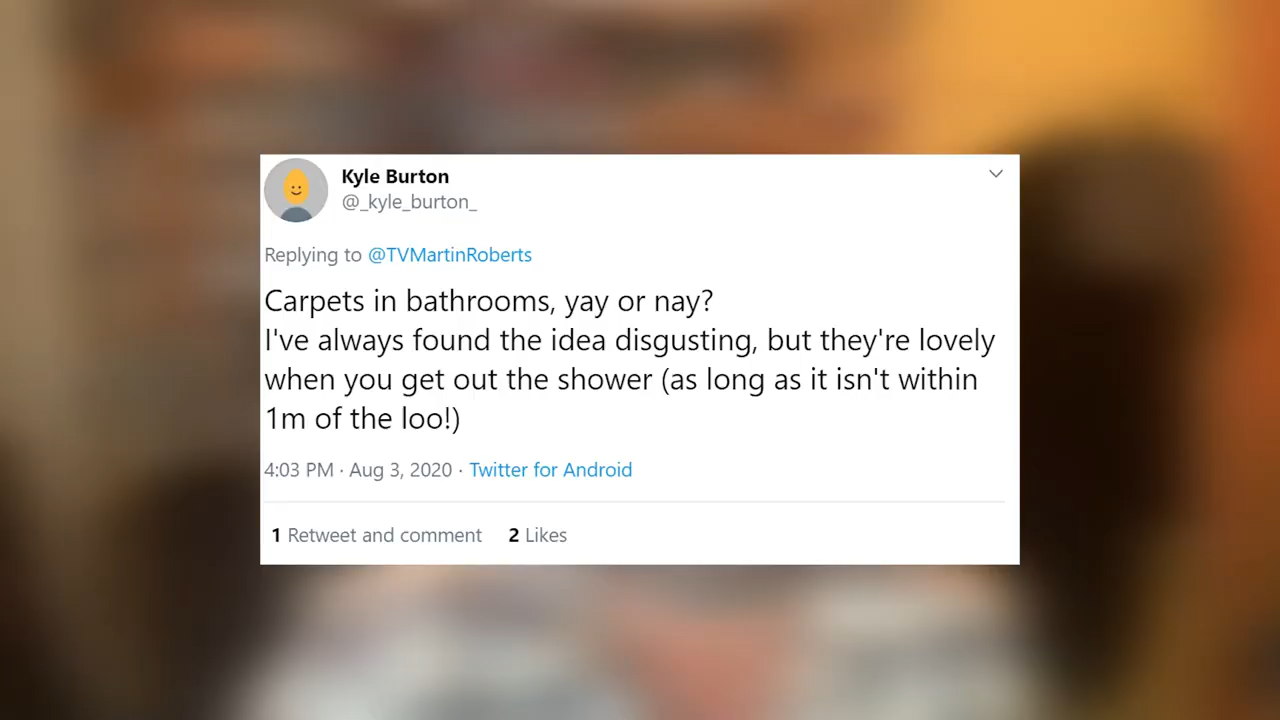 Kyle Burton
@_kyle_burton_
Replying to @TVMartinRoberts
Carpets in bathrooms, yay or nay?
I've always found the idea disgusting, but they're lovely
when you get out the shower (as long as it isn't within
1m of the loo!)
4:03 PM · Aug 3, 2020 · Twitter for Android
1 Retweet and comment 2 Likes